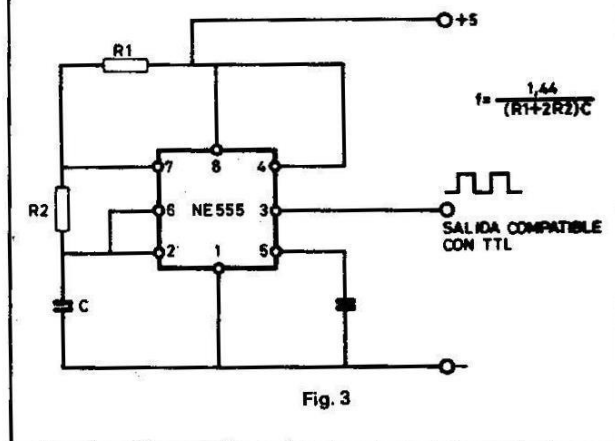 +5
R1
f= 1,44
(R1+2R2)C
7 8 4
R2
6 NE555 3
SALIDA COMPATIBLE
CON TTL
2 1 5
C
-
Fig. 3